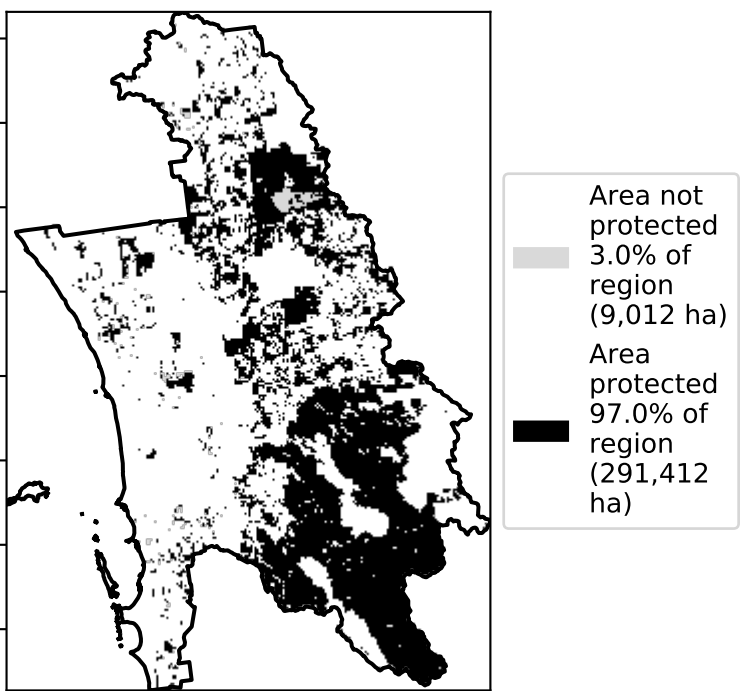 Area not
protected
3.0% of
region
(9,012 ha)
Area
protected
97.0% of
region
(291,412
ha)